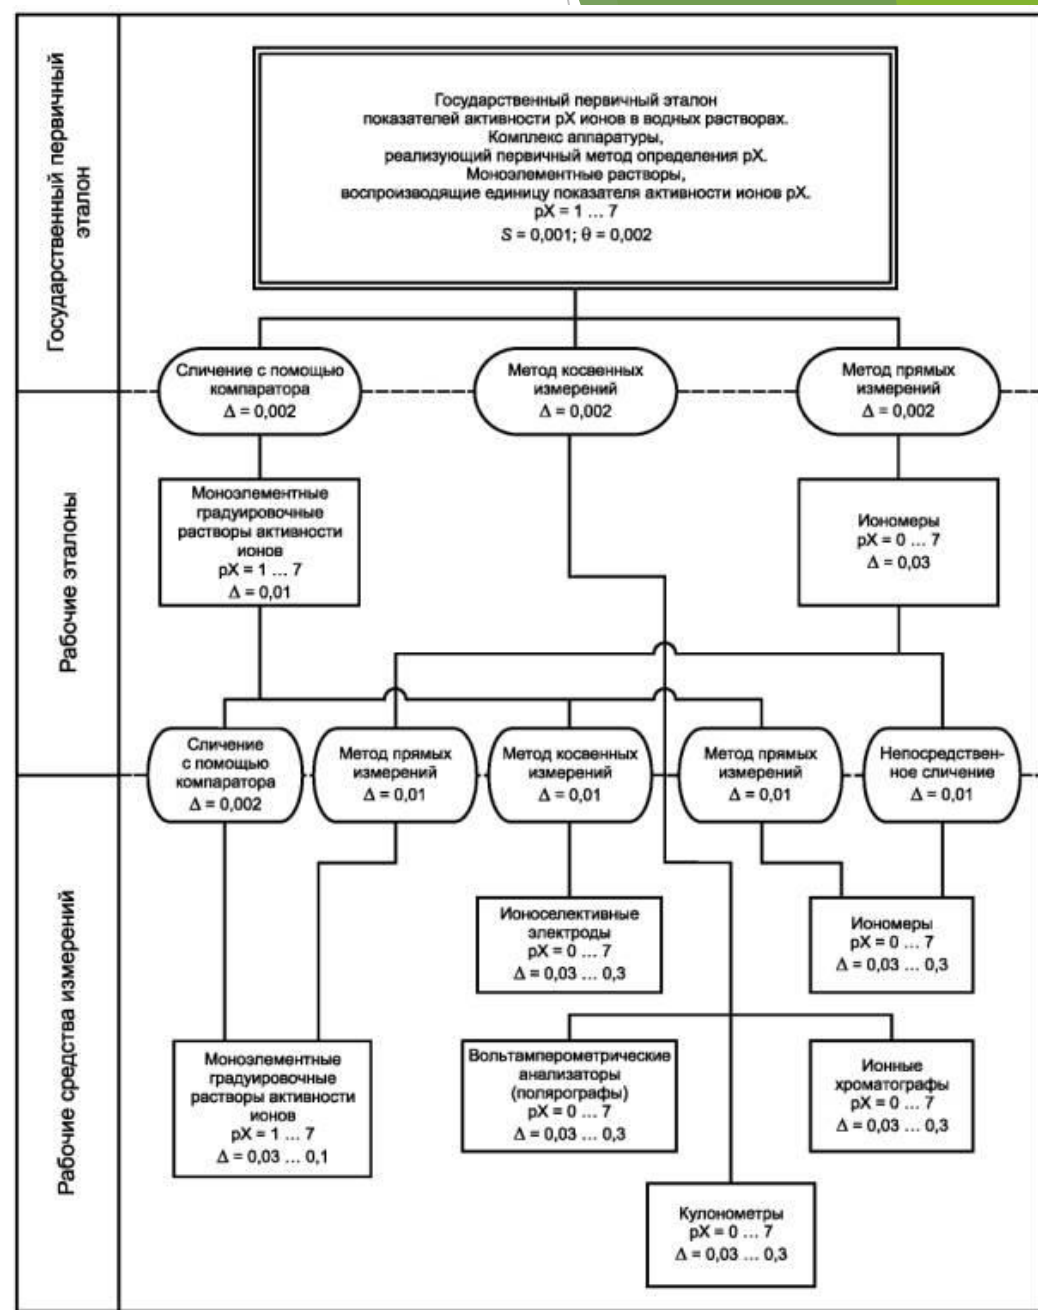 Государственный первичный
эталон
Государственный первичный эталон
показателей активности pX ионов в водных растворах.
Комплекс аппаратуры,
реализующий первичный метод определения pX.
Моноэлементные растворы,
воспроизводящие единицу показателя активности ионов pX.
pX = 1 ... 7
S = 0,001; θ = 0,002
Сличение с помощью
компаратора
Δ = 0,002
Метод косвенных
измерений
Δ = 0,002
Метод прямых
измерений
Δ = 0,002
Рабочие эталоны
Моноэлементные
градуировочные
растворы активности
ионов
pX = 1 ... 7
Δ = 0,01
Иономеры
pX = 0 ... 7
Δ = 0,03
Сличение
с помощью
компаратора
Δ = 0,002
Метод прямых
измерений
Δ = 0,01
Метод косвенных
измерений
Δ = 0,01
Метод прямых
измерений
Δ = 0,01
Непосредствен-
ное сличение
Δ = 0,01
Рабочие средства измерений
Ионоселективные
электроды
pX = 0 ... 7
Δ = 0,03 ... 0,3
Иономеры
pX = 0 ... 7
Δ = 0,03 ... 0,3
Моноэлементные
градуировочные
растворы активности
ионов
pX = 1 ... 7
Δ = 0,03 ... 0,1
Вольтамперометрические
анализаторы
(полярографы)
pX = 0 ... 7
Δ = 0,03 ... 0,3
Ионные
хроматографы
pX = 0 ... 7
Δ = 0,03 ... 0,3
Кулонометры
pX = 0 ... 7
Δ = 0,03 ... 0,3